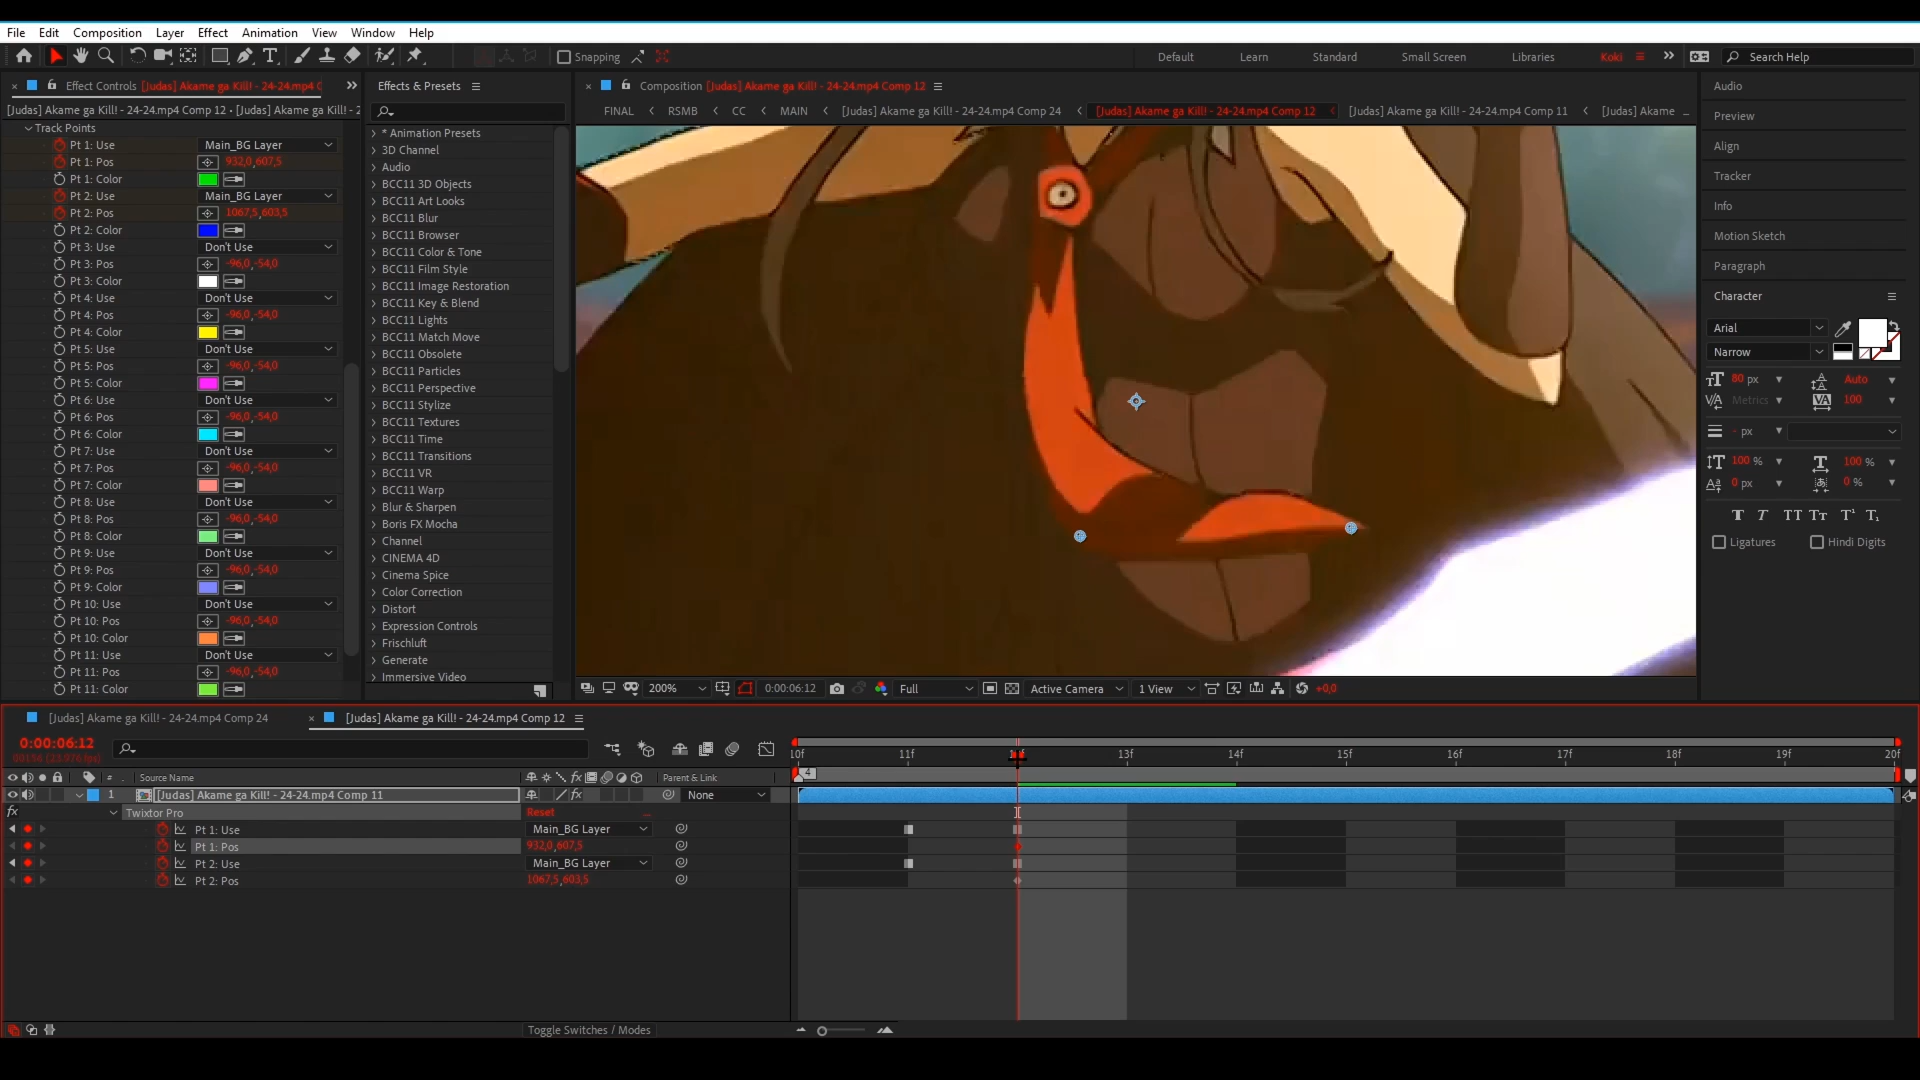 File Edit Composition Layer Effect Animation View Window Help
Snapping
Default Learn Standard Small Screen Libraries Koki Search Help
Effect Controls [Judas] Akame ga Kill! - 24-24.mp4 C
[Judas] Akame ga Kill! - 24-24.mp4 Comp 12 • [Judas] Akame ga Kill! - 2
Track Points
Pt 1: Use Main_BG Layer
Pt 1: Pos 932,0,607,5
Pt 1: Color
Pt 2: Use Main_BG Layer
Pt 2: Pos 1067,5,603,5
Pt 2: Color
Pt 3: Use Don't Use
Pt 3: Pos -96,0,-54,0
Pt 3: Color
Pt 4: Use Don't Use
Pt 4: Pos -96,0,-54,0
Pt 4: Color
Pt 5: Use Don't Use
Pt 5: Pos -96,0,-54,0
Pt 5: Color
Pt 6: Use Don't Use
Pt 6: Pos -96,0,-54,0
Pt 6: Color
Pt 7: Use Don't Use
Pt 7: Pos -96,0,-54,0
Pt 7: Color
Pt 8: Use Don't Use
Pt 8: Pos -96,0,-54,0
Pt 8: Color
Pt 9: Use Don't Use
Pt 9: Pos -96,0,-54,0
Pt 9: Color
Pt 10: Use Don't Use
Pt 10: Pos -96,0,-54,0
Pt 10: Color
Pt 11: Use Don't Use
Pt 11: Pos -96,0,-54,0
Pt 11: Color
Effects & Presets
* Animation Presets
3D Channel
Audio
BCC11 3D Objects
BCC11 Art Looks
BCC11 Blur
BCC11 Browser
BCC11 Color & Tone
BCC11 Film Style
BCC11 Image Restoration
BCC11 Key & Blend
BCC11 Lights
BCC11 Match Move
BCC11 Obsolete
BCC11 Particles
BCC11 Perspective
BCC11 Stylize
BCC11 Textures
BCC11 Time
BCC11 Transitions
BCC11 VR
BCC11 Warp
Blur & Sharpen
Boris FX Mocha
Channel
CINEMA 4D
Cinema Spice
Color Correction
Distort
Expression Controls
Frischluft
Generate
Immersive Video
Composition [Judas] Akame ga Kill! - 24-24.mp4 Comp 12
FINAL RSMB CC MAIN [Judas] Akame ga Kill! - 24-24.mp4 Comp 24 [Judas] Akame ga Kill! - 24-24.mp4 Comp 12 [Judas] Akame ga Kill! - 24-24.mp4 Comp 11 [Judas] Akame ...
200% 0:00:06:12 Full Active Camera 1 View +0,0
Audio
Preview
Align
Tracker
Info
Motion Sketch
Paragraph
Character
Arial
Narrow
80 px Auto
Metrics 100
- px
100 % 100 %
0 px 0 %
T T TT Tt T¹ T₁
Ligatures Hindi Digits
[Judas] Akame ga Kill! - 24-24.mp4 Comp 24 [Judas] Akame ga Kill! - 24-24.mp4 Comp 12
0:00:06:12
10f 11f 13f 14f 15f 16f 17f 18f 19f 20f
4
# Source Name Parent & Link
1 [Judas] Akame ga Kill! - 24-24.mp4 Comp 11 None
fx Twixtor Pro Reset
Pt 1: Use Main_BG Layer
Pt 1: Pos 932,0,607,5
Pt 2: Use Main_BG Layer
Pt 2: Pos 1067,5,603,5
Toggle Switches / Modes